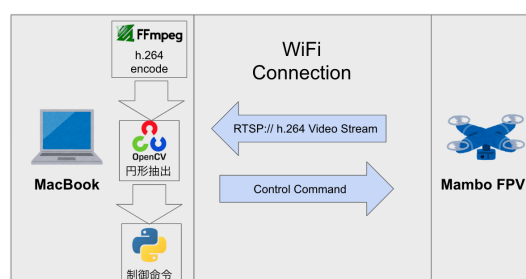 FFmpeg
h.264
encode
WiFi
Connection
RTSP:// h.264 Video Stream
OpenCV
円形抽出
MacBook
Control Command
Mambo FPV
制御命令